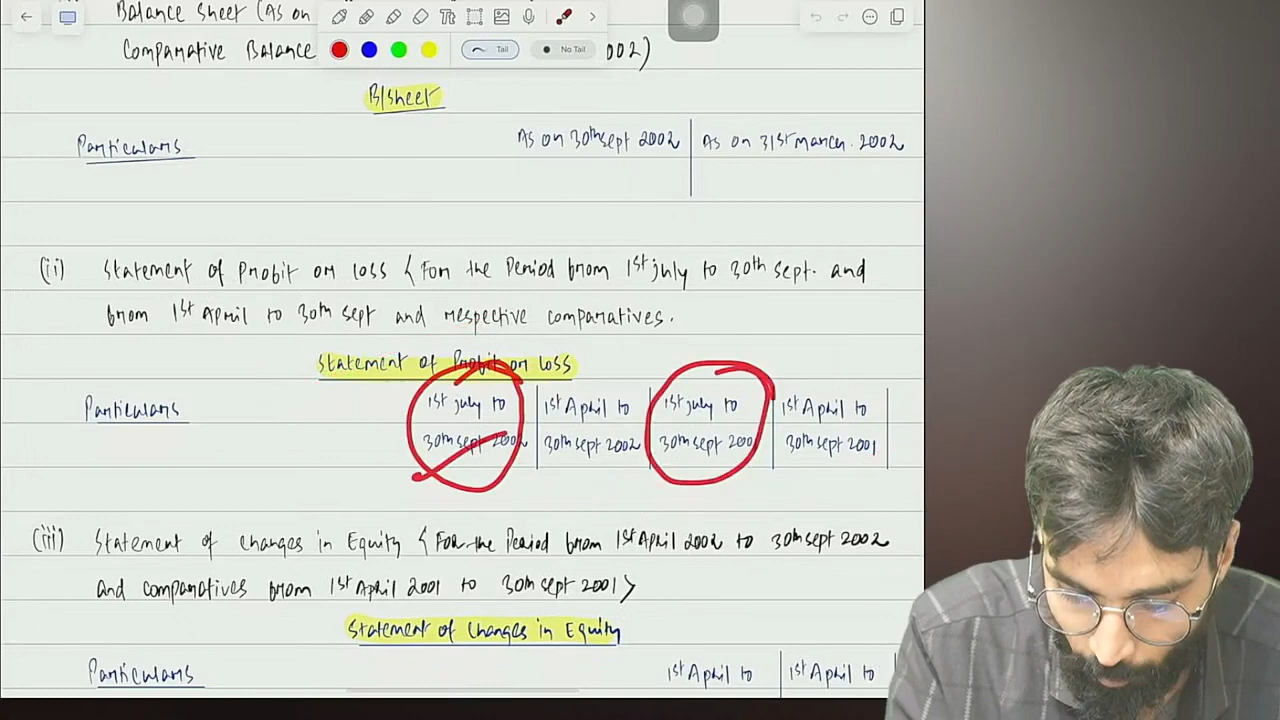 Balance Sheet (As on
Tt
Comparative Balance
002)
Tail
No Tail
B/Sheet
Particulars
As on 30th Sept 2002
As on 31st March. 2002
(ii) Statement of Profit or Loss {For the Period from 1st July to 30th Sept. and
from 1st April to 30th Sept and respective comparatives.
Statement of Profit or Loss
Particulars
1st July to
30th Sept 2002
1st April to
30th Sept 2002
1st July to
30th Sept 200
1st April to
30th Sept 2001
(iii) Statement of changes in Equity {For the Period from 1st April 2002 to 30th Sept 2002
and comparatives from 1st April 2001 to 30th Sept 2001}
Statement of Changes in Equity
Particulars
1st April to
1st April to